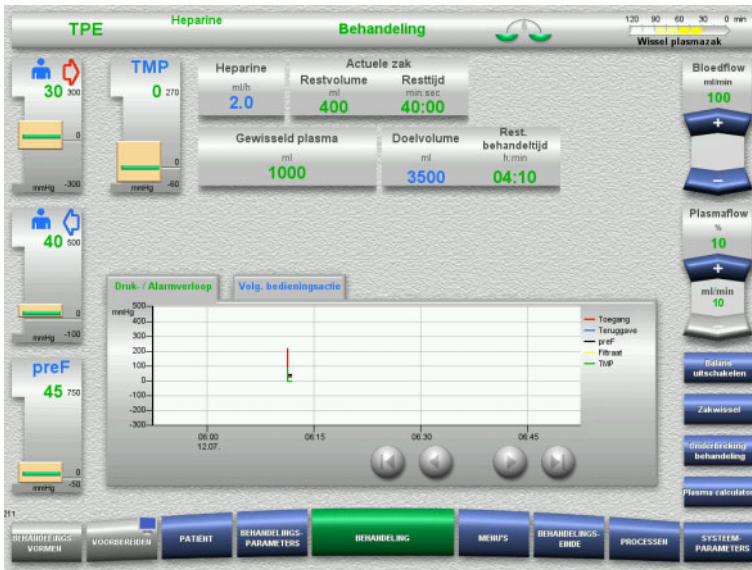 TPE
Heparine
Behandeling
120 90 60 30 0 min
Wissel plasmazak
30
300
0
-300
mmHg
TMP
0
270
0
-60
mmHg
Heparine
ml/h
2.0
Actuele zak
Restvolume
Resttijd
ml
min:sec
400
40:00
Gewisseld plasma
ml
1000
Doelvolume
Rest.
behandeltijd
ml
h:min
3500
04:10
Bloedflow
ml/min
100
+
−
Plasmaflow
%
10
+
ml/min
10
−
40
500
0
-100
mmHg
preF
45
750
0
-50
mmHg
Druk- / Alarmverloop
Volg. bedieningsactie
mmHg
500
400
300
200
100
0
-100
-200
-300
06:00
12.07.
06:15
06:30
06:45
Toegang
Teruggave
preF
Filtraat
TMP
Balans
uitschakelen
Zakwissel
Onderbreking
behandeling
Plasma calculator
211
BEHANDELINGS-
VORMEN
VOORBEREIDEN
PATIËNT
BEHANDELINGS-
PARAMETERS
BEHANDELING
MENU'S
BEHANDELINGS-
EINDE
PROCESSEN
SYSTEEM-
PARAMETERS